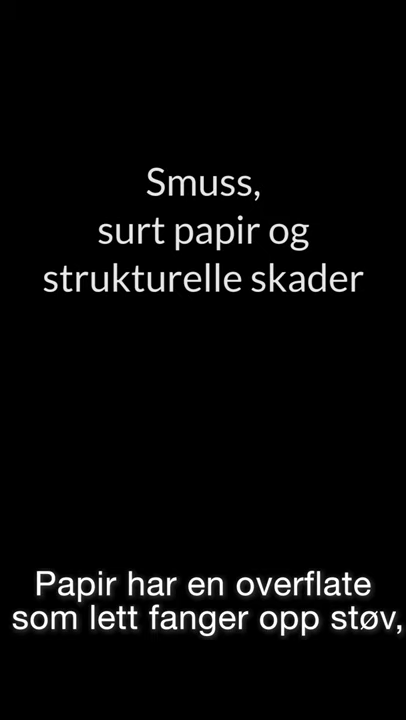 Smuss,
surt papir og
strukturelle skader
Papir har en overflate
som lett fanger opp støv,